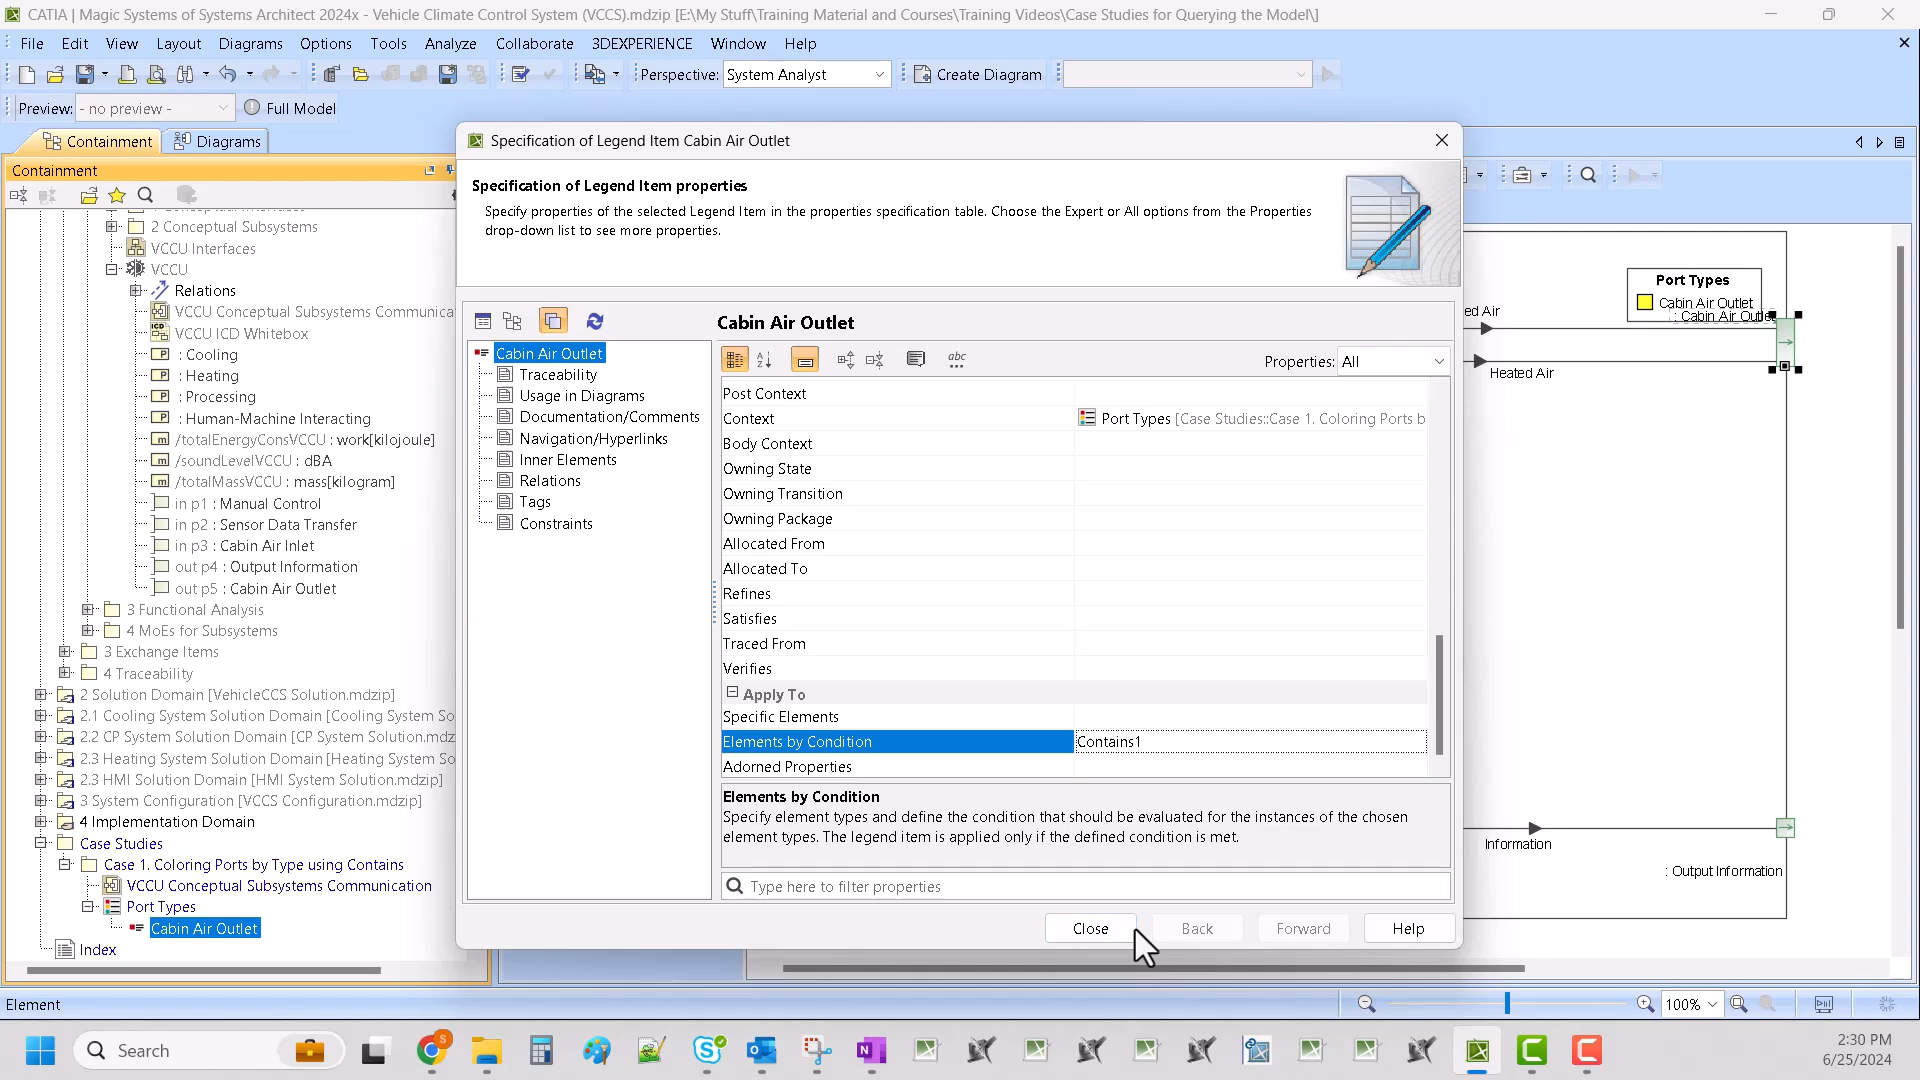 CATIA | Magic Systems of Systems Architect 2024x - Vehicle Climate Control System (VCCS).mdzip [E:\My Stuff\Training Material and Courses\Training Videos\Case Studies for Querying the Model\]
File Edit View Layout Diagrams Options Tools Analyze Collaborate 3DEXPERIENCE Window Help
Perspective: System Analyst Create Diagram
Preview: - no preview - Full Model
Containment Diagrams
Containment
2 Conceptual Subsystems
VCCU Interfaces
VCCU
Relations
VCCU Conceptual Subsystems Communica
VCCU ICD Whitebox
: Cooling
: Heating
: Processing
: Human-Machine Interacting
/totalEnergyConsVCCU : work[kilojoule]
/soundLevelVCCU : dBA
/totalMassVCCU : mass[kilogram]
in p1 : Manual Control
in p2 : Sensor Data Transfer
in p3 : Cabin Air Inlet
out p4 : Output Information
out p5 : Cabin Air Outlet
3 Functional Analysis
4 MoEs for Subsystems
3 Exchange Items
4 Traceability
2 Solution Domain [VehicleCCS Solution.mdzip]
2.1 Cooling System Solution Domain [Cooling System So
2.2 CP System Solution Domain [CP System Solution.mdz
2.3 Heating System Solution Domain [Heating System So
2.3 HMI Solution Domain [HMI System Solution.mdzip]
3 System Configuration [VCCS Configuration.mdzip]
4 Implementation Domain
Case Studies
Case 1. Coloring Ports by Type using Contains
VCCU Conceptual Subsystems Communication
Port Types
Cabin Air Outlet
Index
Specification of Legend Item Cabin Air Outlet
Specification of Legend Item properties
Specify properties of the selected Legend Item in the properties specification table. Choose the Expert or All options from the Properties
drop-down list to see more properties.
Cabin Air Outlet
Traceability
Usage in Diagrams
Documentation/Comments
Navigation/Hyperlinks
Inner Elements
Relations
Tags
Constraints
Cabin Air Outlet
Properties: All
Post Context
Context Port Types [Case Studies::Case 1. Coloring Ports b
Body Context
Owning State
Owning Transition
Owning Package
Allocated From
Allocated To
Refines
Satisfies
Traced From
Verifies
Apply To
Specific Elements
Elements by Condition Contains1
Adorned Properties
Elements by Condition
Specify element types and define the condition that should be evaluated for the instances of the chosen
element types. The legend item is applied only if the defined condition is met.
Type here to filter properties
Close Back Forward Help
Port Types
Cabin Air Outlet
: Cabin Air Outlet
ed Air
Heated Air
Information
: Output Information
Element
100%
Search
2:30 PM
6/25/2024